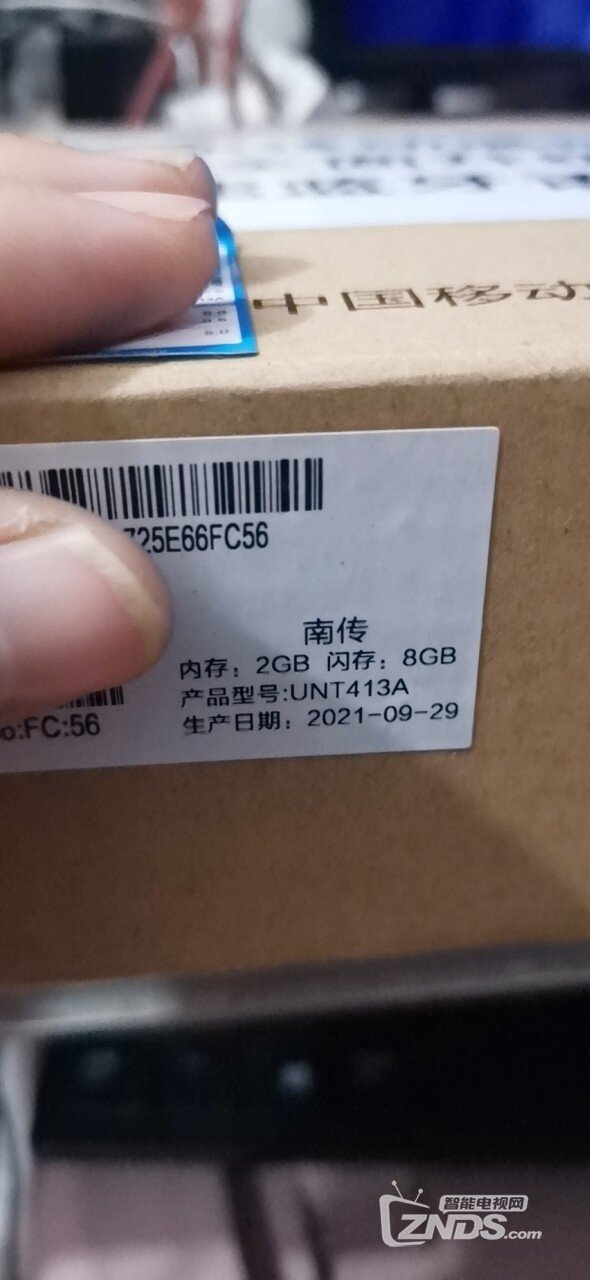 中国移动
725E66FC56
南传
内存：2GB 闪存：8GB
产品型号:UNT413A
:FC:56
生产日期：2021-09-29
智能电视网
ZNDS.com